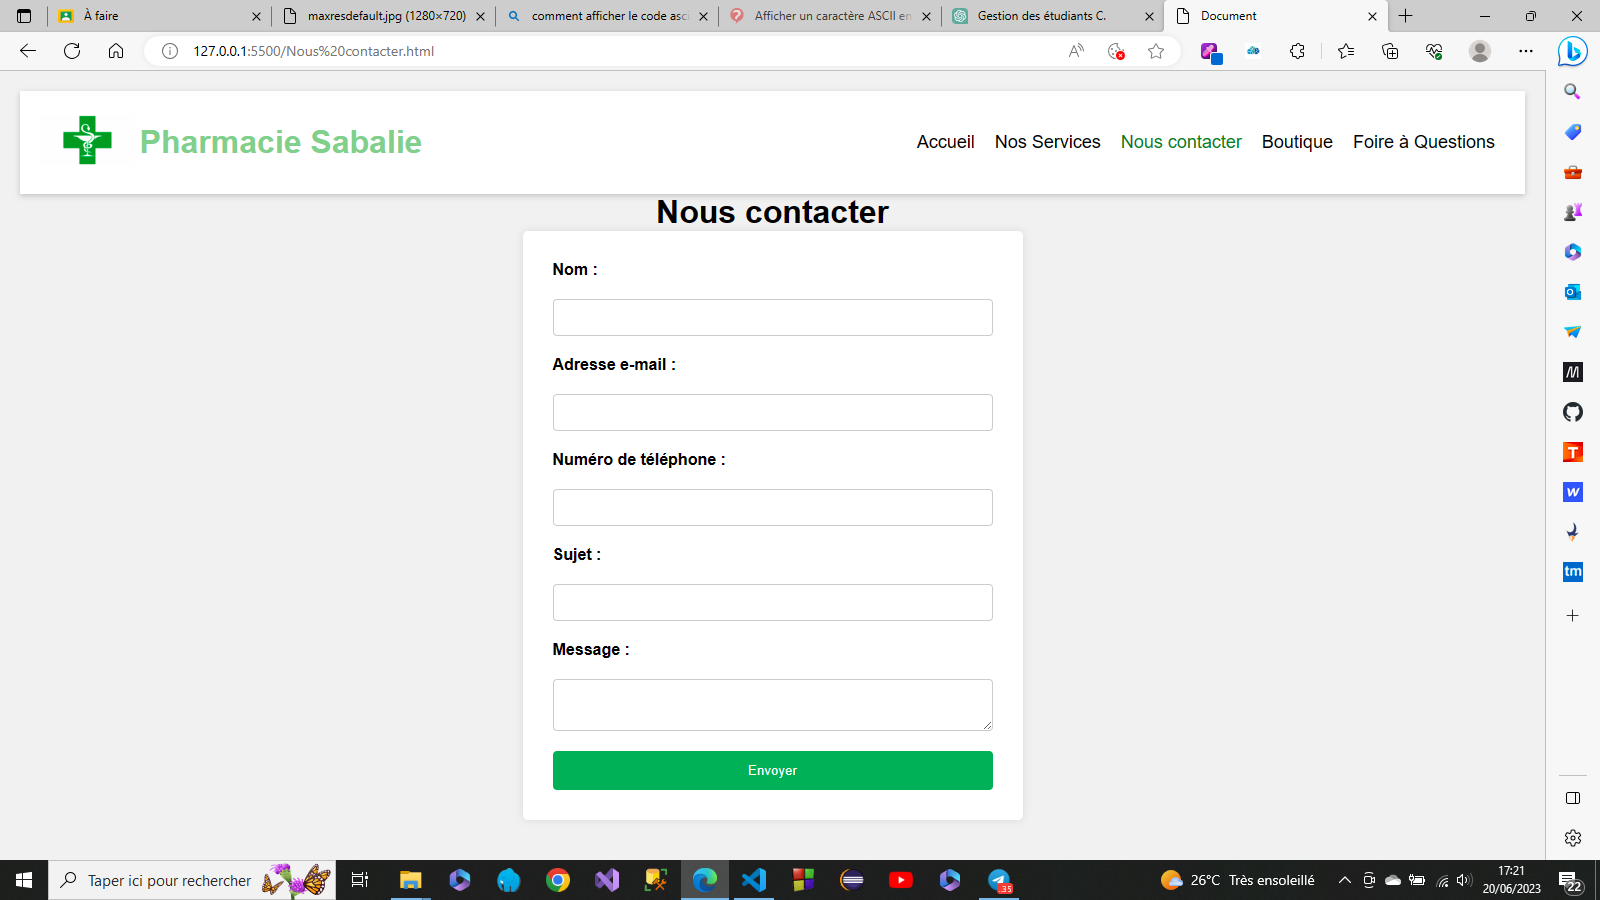 À faire
maxresdefault.jpg (1280×720)
comment afficher le code asc
Afficher un caractère ASCII en
Gestion des étudiants C.
Document
127.0.0.1:5500/Nous%20contacter.html
Pharmacie Sabalie
Accueil
Nos Services
Nous contacter
Boutique
Foire à Questions
Nous contacter
Nom :
Adresse e-mail :
Numéro de téléphone :
Sujet :
Message :
Envoyer
Taper ici pour rechercher
35
26°C Très ensoleillé
17:21
20/06/2023
22